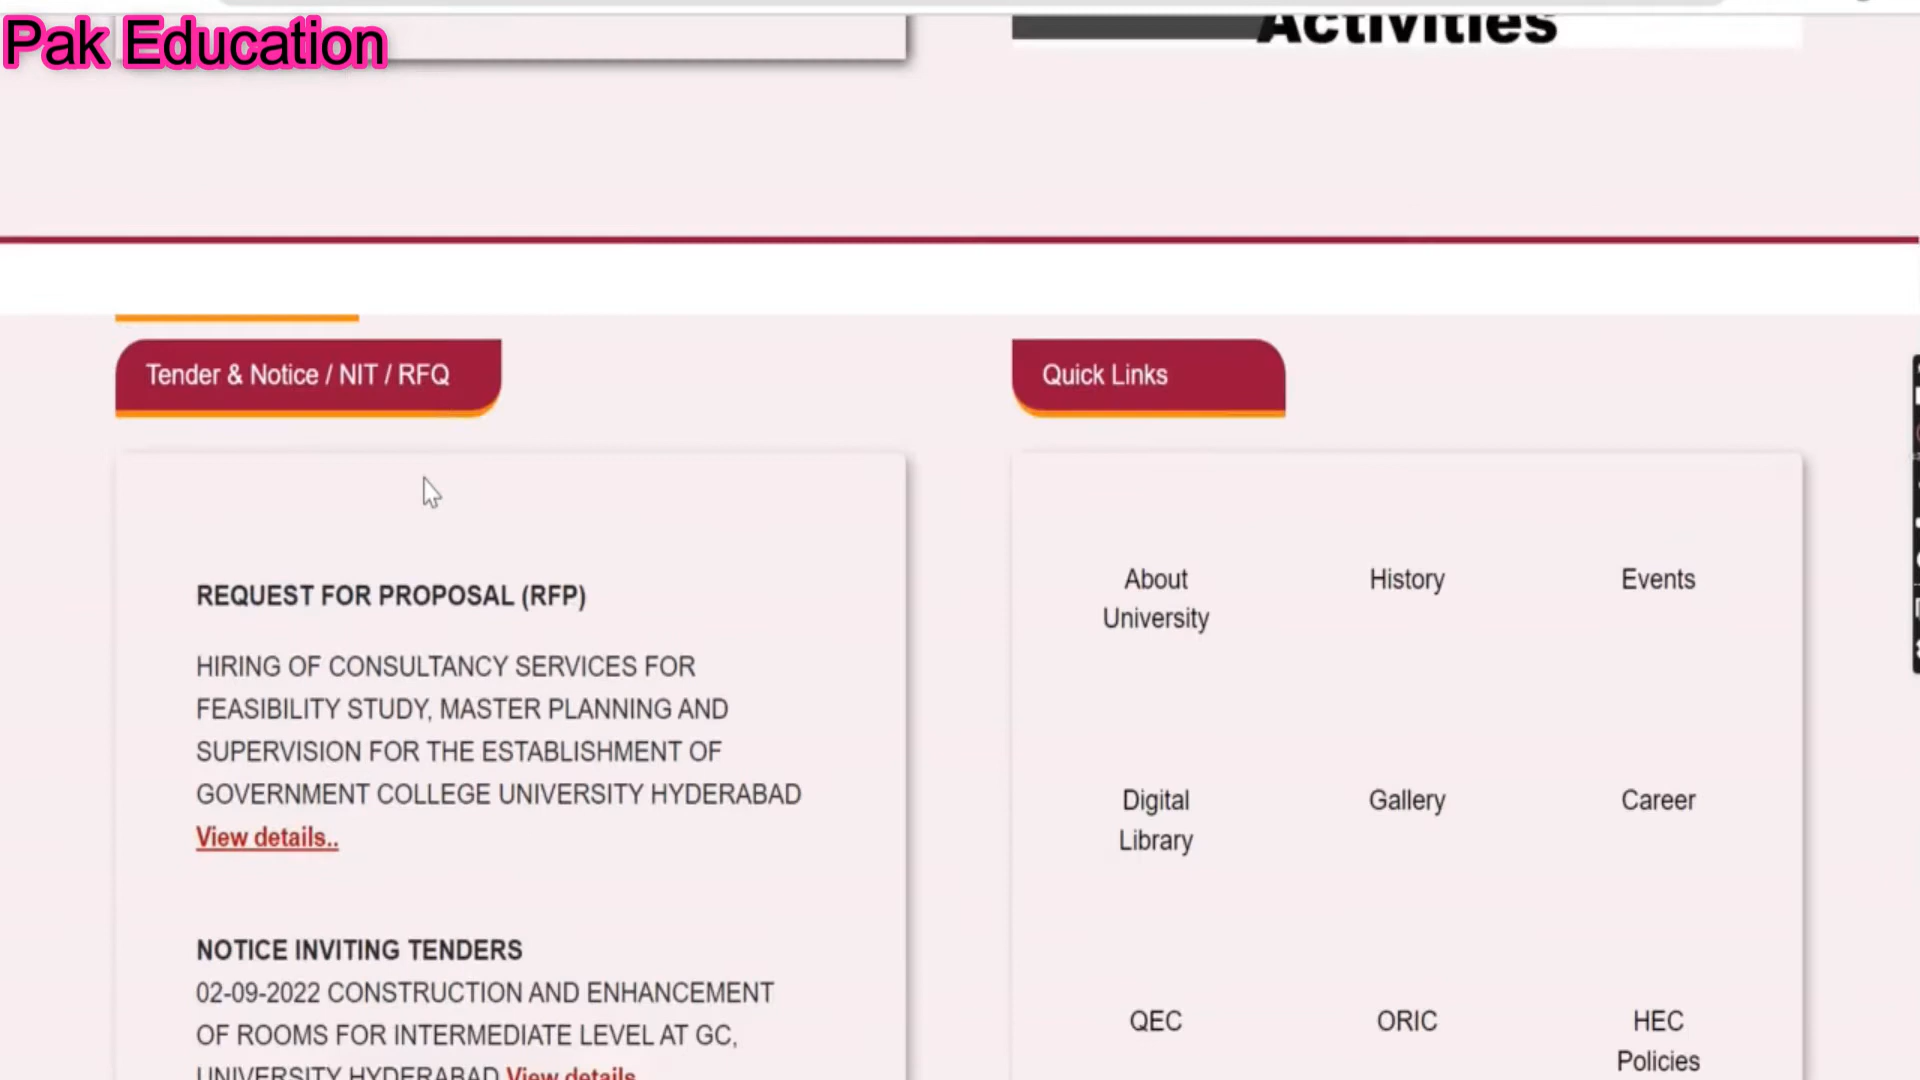 Pak Education
Activities
Tender & Notice / NIT / RFQ
REQUEST FOR PROPOSAL (RFP)
HIRING OF CONSULTANCY SERVICES FOR
FEASIBILITY STUDY, MASTER PLANNING AND
SUPERVISION FOR THE ESTABLISHMENT OF
GOVERNMENT COLLEGE UNIVERSITY HYDERABAD
View details..
NOTICE INVITING TENDERS
02-09-2022 CONSTRUCTION AND ENHANCEMENT
OF ROOMS FOR INTERMEDIATE LEVEL AT GC,
UNIVERSITY HYDERABAD View details
Quick Links
About
University
History
Events
Digital
Library
Gallery
Career
QEC
ORIC
HEC
Policies